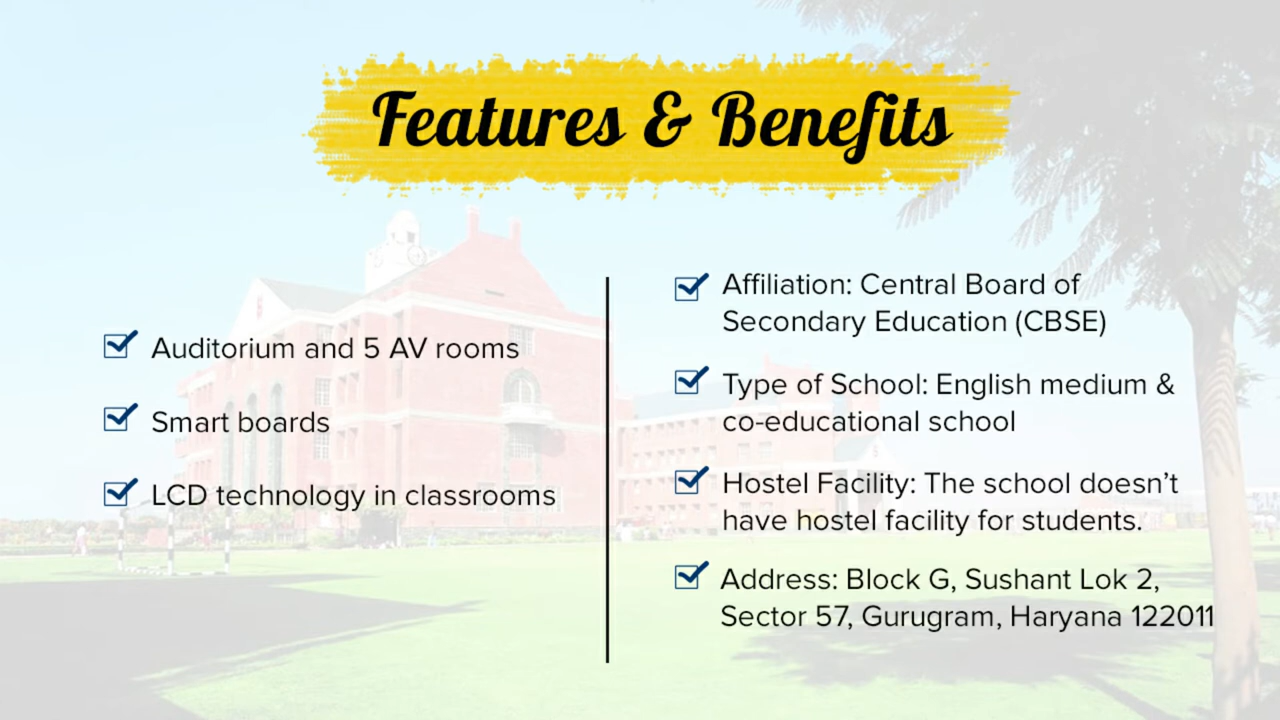 Features & Benefits
Auditorium and 5 AV rooms
Smart boards
LCD technology in classrooms
Affiliation: Central Board of
Secondary Education (CBSE)
Type of School: English medium &
co-educational school
Hostel Facility: The school doesn’t
have hostel facility for students.
Address: Block G, Sushant Lok 2,
Sector 57, Gurugram, Haryana 122011